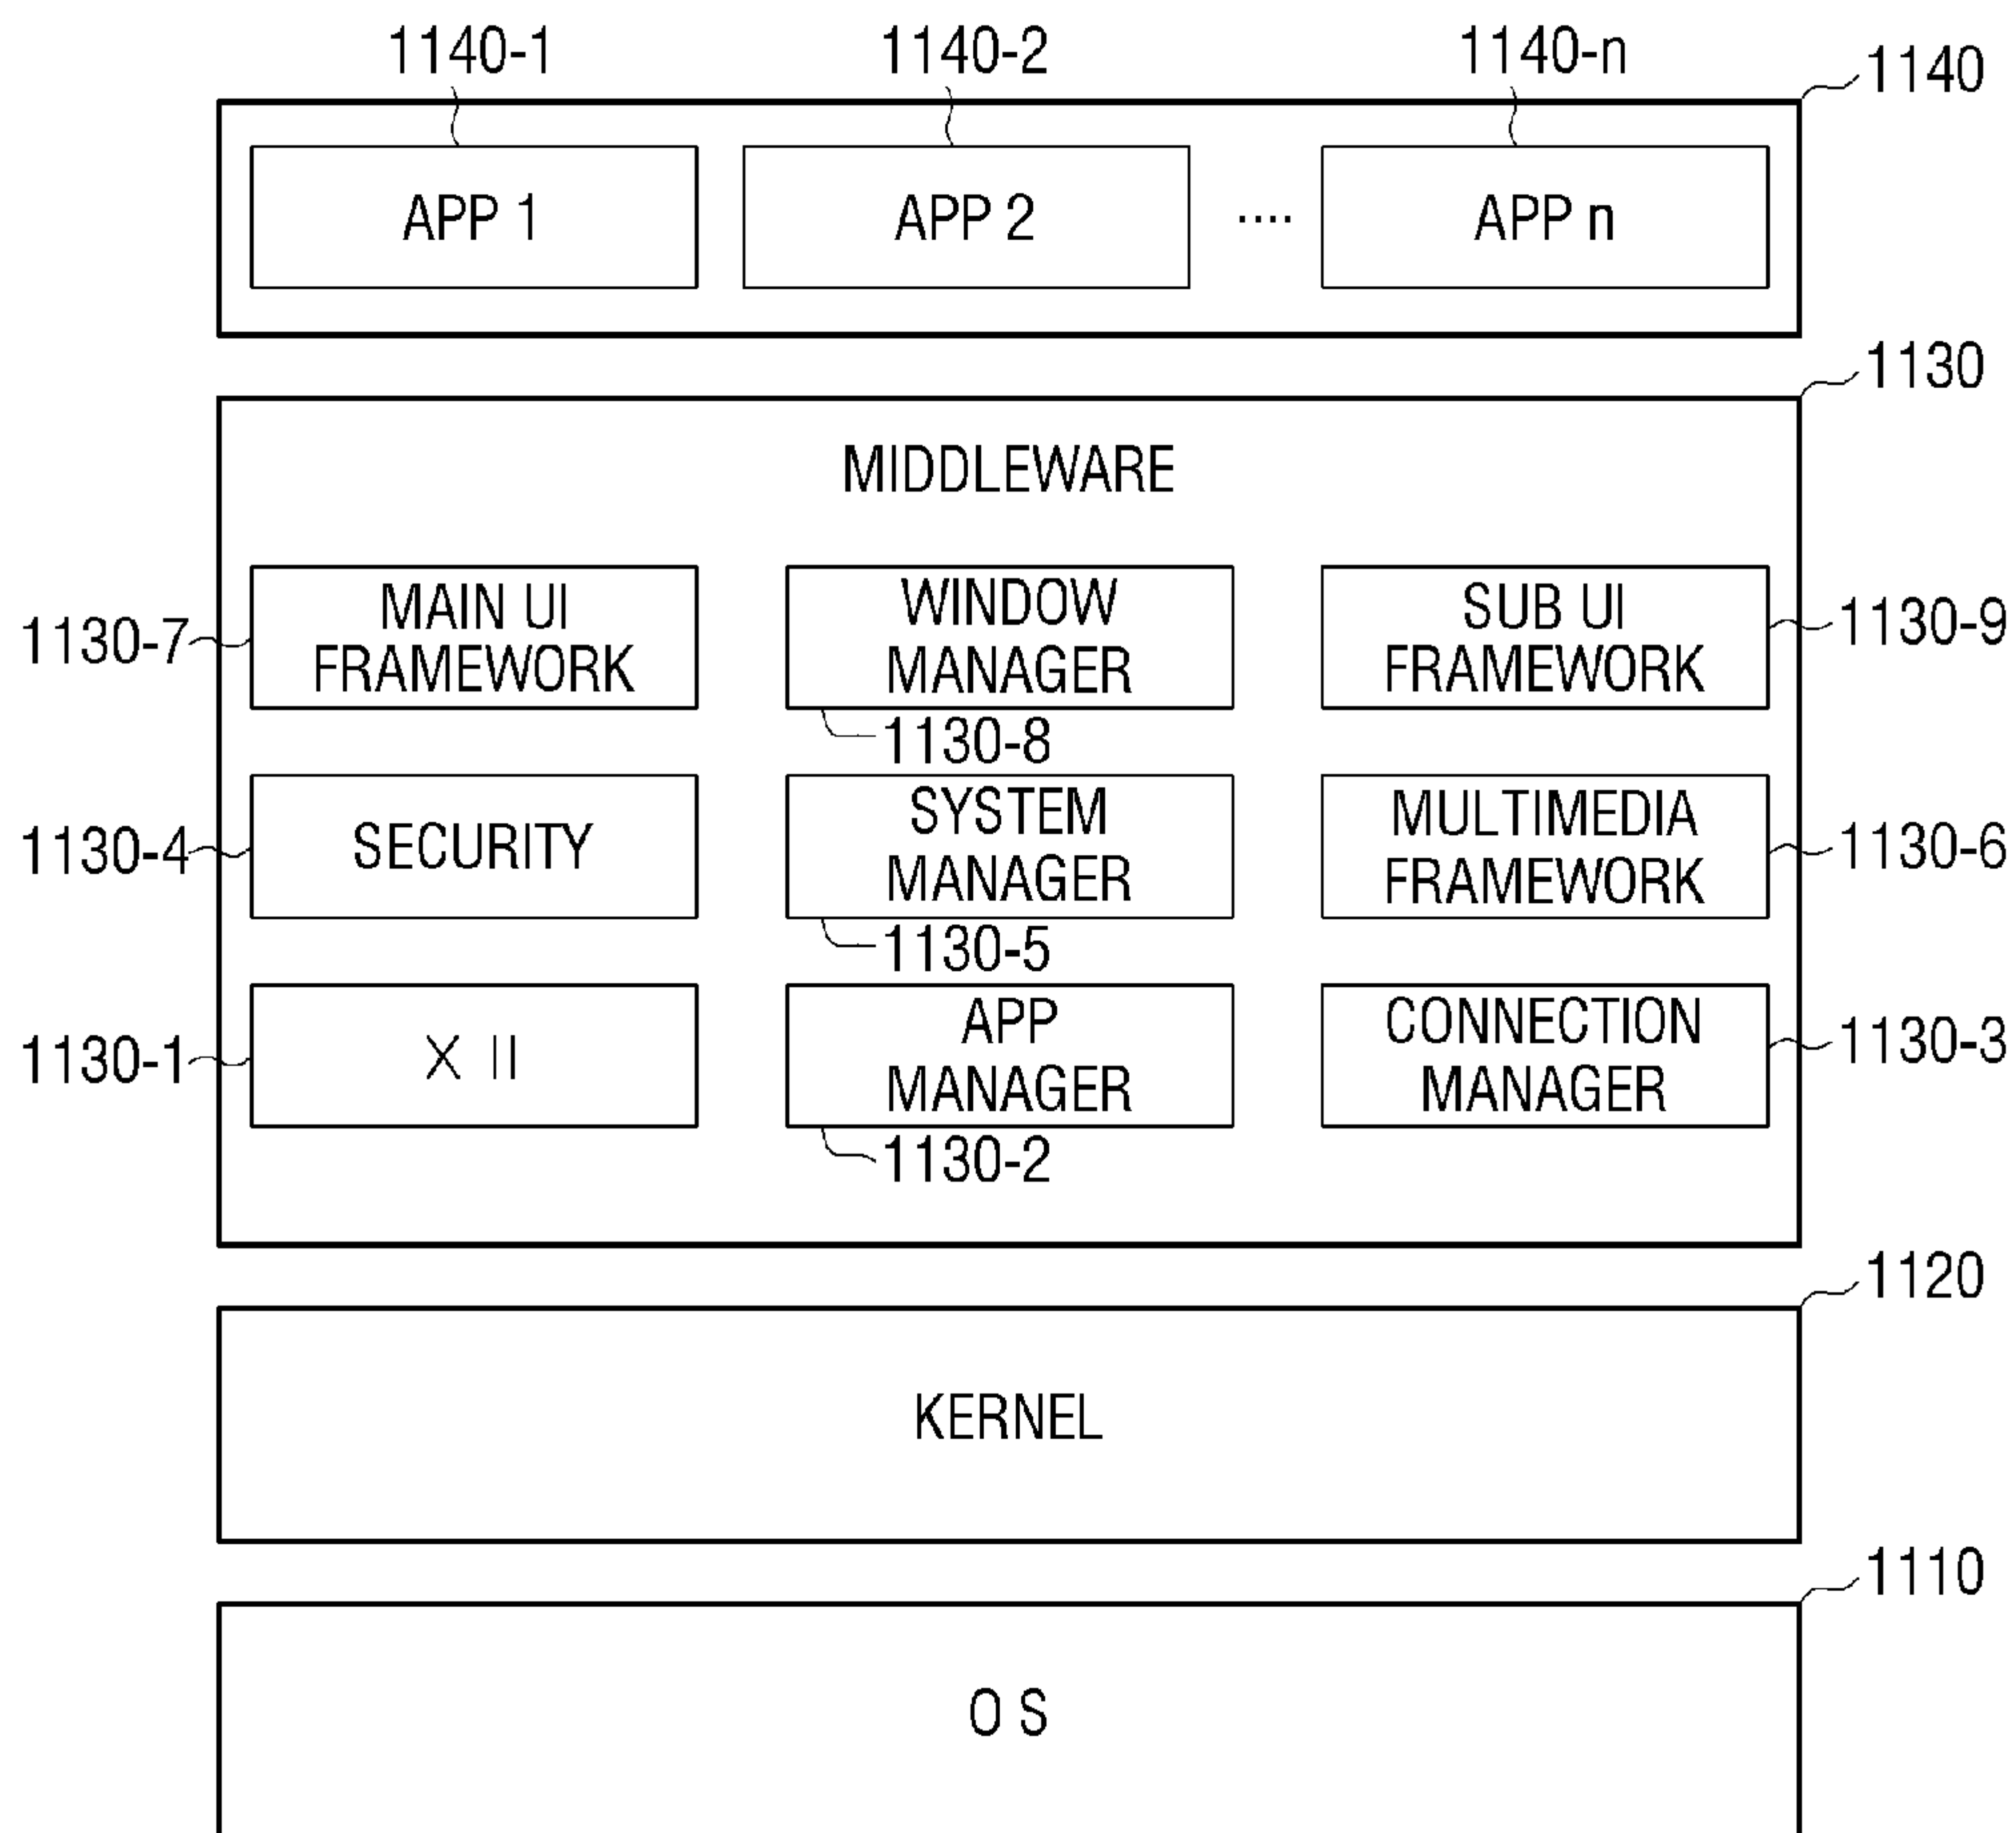 1140-1 1140-2 1140-n 1140
APP 1 APP 2 .... APP n
1130
MIDDLEWARE
1130-7 MAIN UI WINDOW SUB UI 1130-9
FRAMEWORK MANAGER FRAMEWORK
1130-8
1130-4 SECURITY SYSTEM MULTIMEDIA 1130-6
MANAGER FRAMEWORK
1130-5
1130-1 X II APP CONNECTION 1130-3
MANAGER MANAGER
1130-2
1120
KERNEL
1110
O S